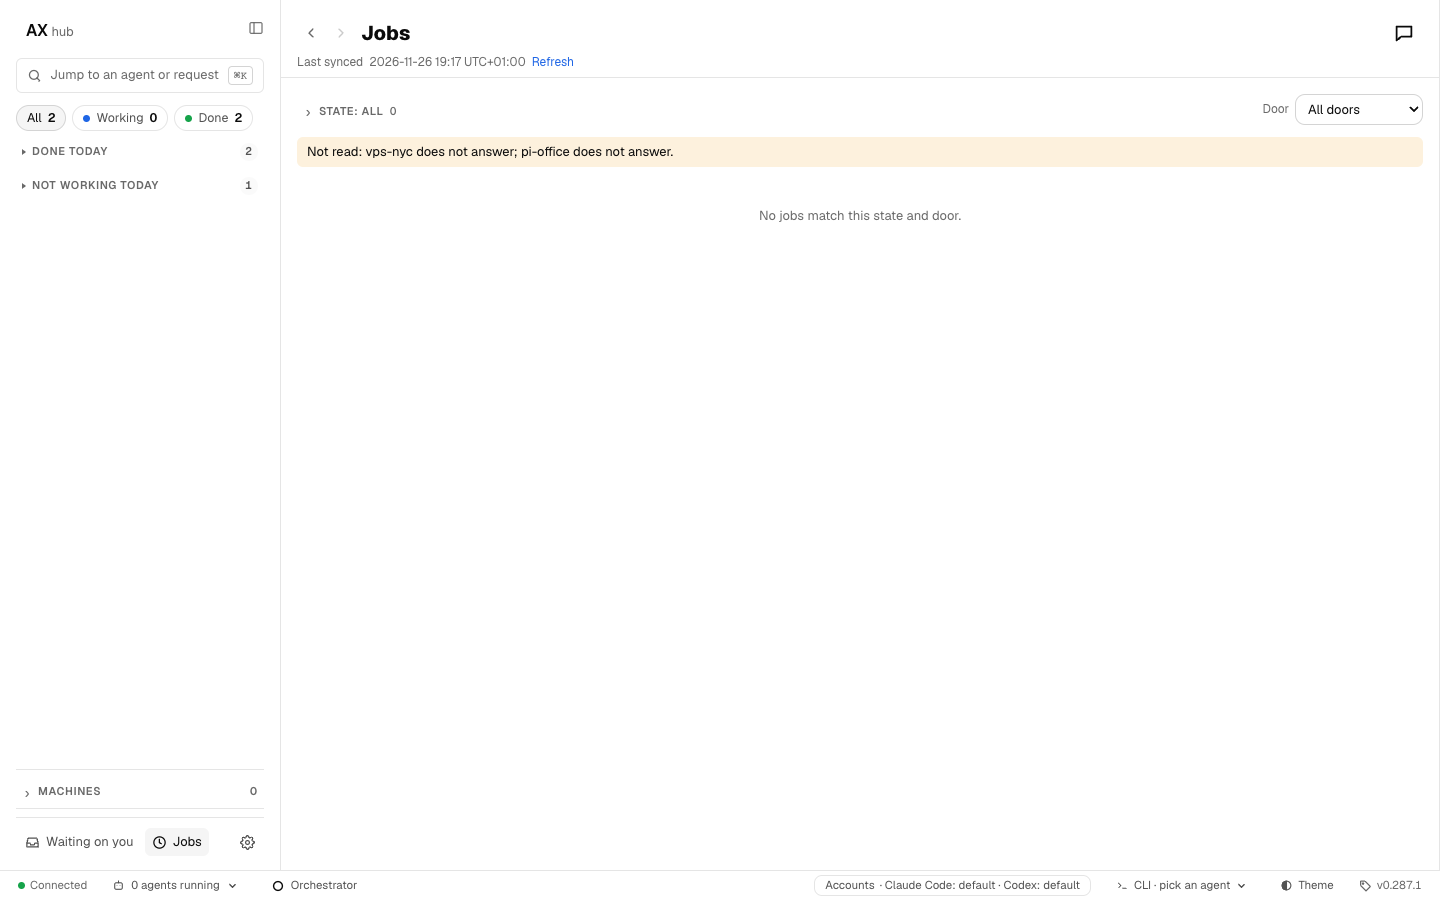 AX hub
Jump to an agent or request ⌘K
All 2 Working 0 Done 2
DONE TODAY 2
NOT WORKING TODAY 1
MACHINES 0
Waiting on you Jobs
Jobs
Last synced 2026-11-26 19:17 UTC+01:00 Refresh
STATE: ALL 0
Door All doors
Not read: vps-nyc does not answer; pi-office does not answer.
No jobs match this state and door.
Connected 0 agents running Orchestrator Accounts · Claude Code: default · Codex: default CLI · pick an agent Theme v0.287.1